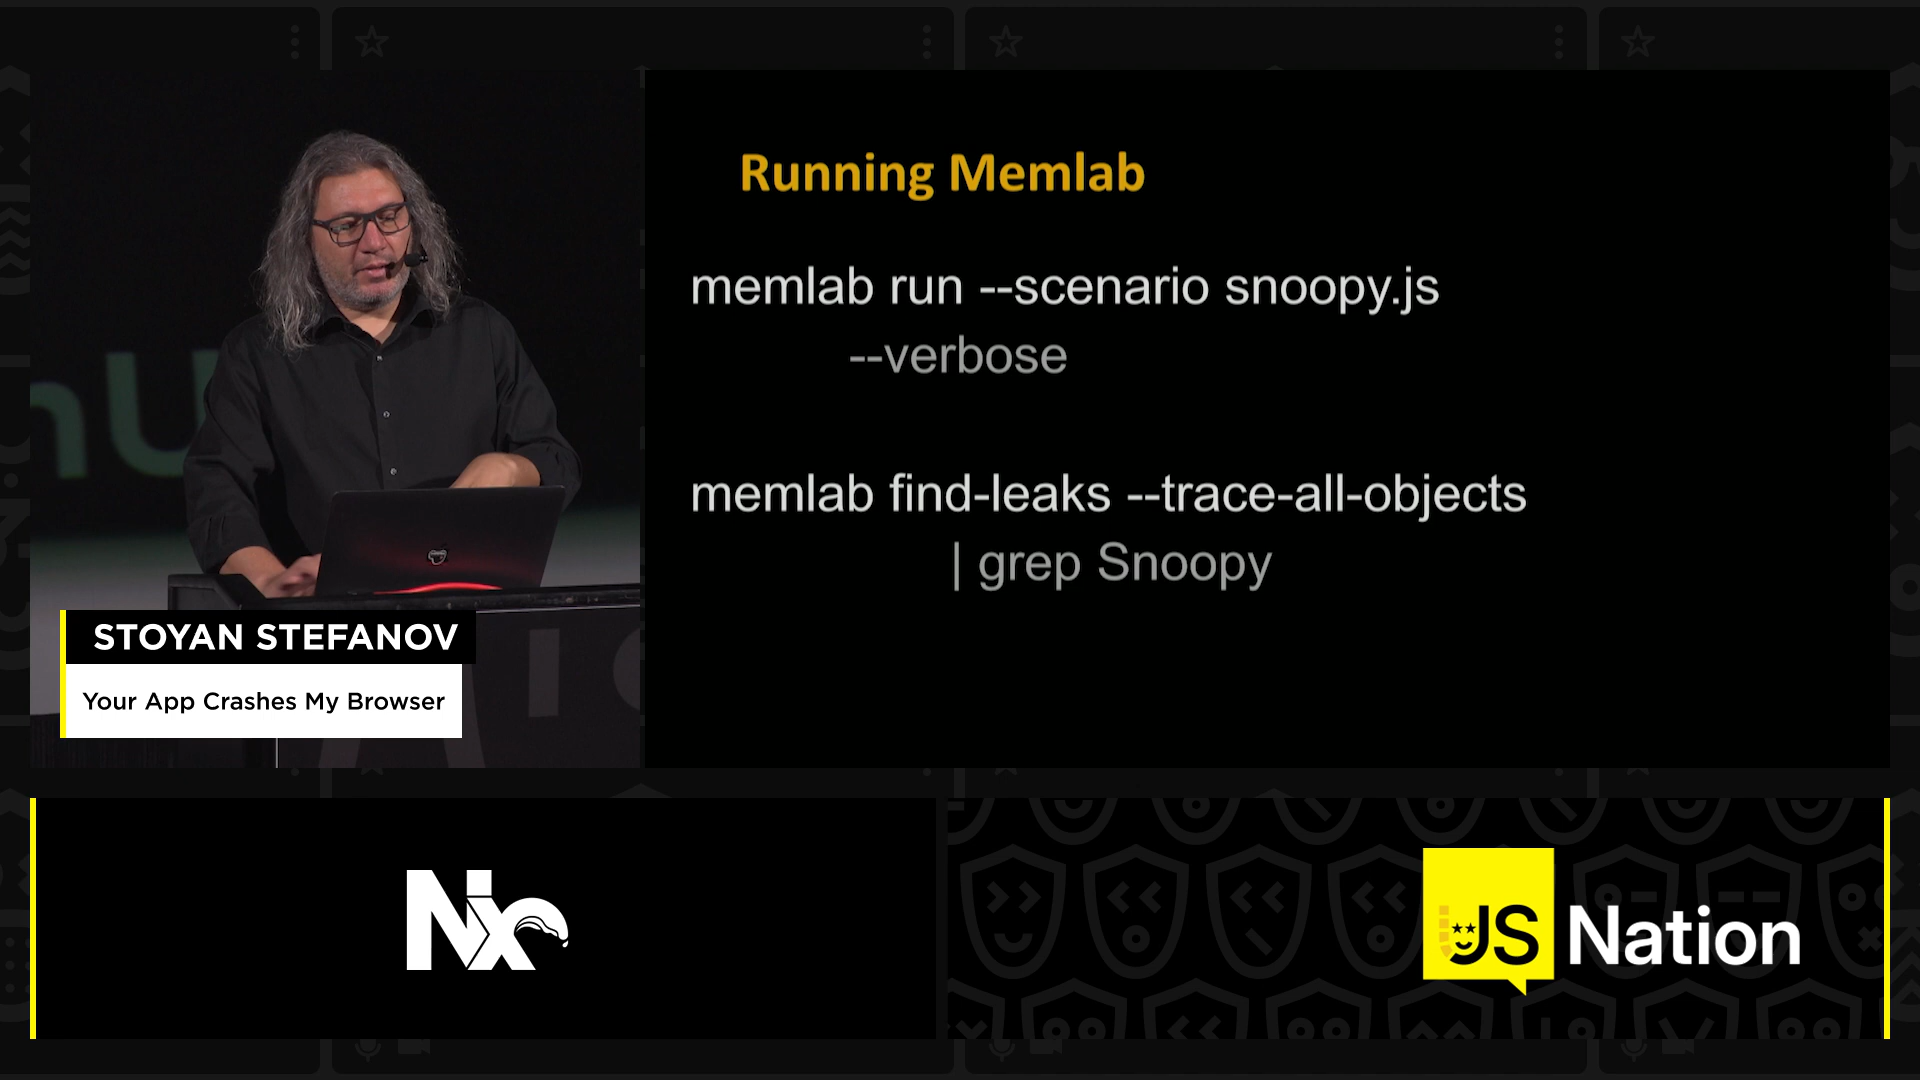 Running Memlab
memlab run --scenario snoopy.js
--verbose
memlab find-leaks --trace-all-objects
| grep Snoopy
STOYAN STEFANOV
Your App Crashes My Browser
Nx
JS Nation